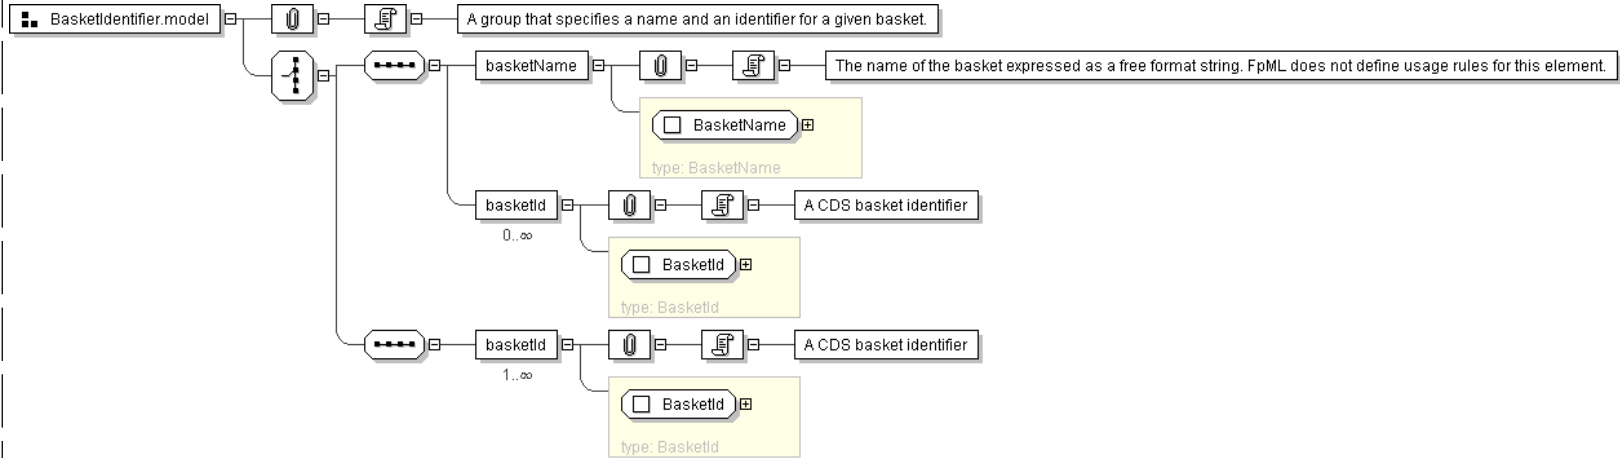 BasketIdentifier.model
A group that specifies a name and an identifier for a given basket.
basketName
The name of the basket expressed as a free format string. FpML does not define usage rules for this element.
BasketName
type: BasketName
basketId
A CDS basket identifier
0..∞
BasketId
type: BasketId
basketId
A CDS basket identifier
1..∞
BasketId
type: BasketId